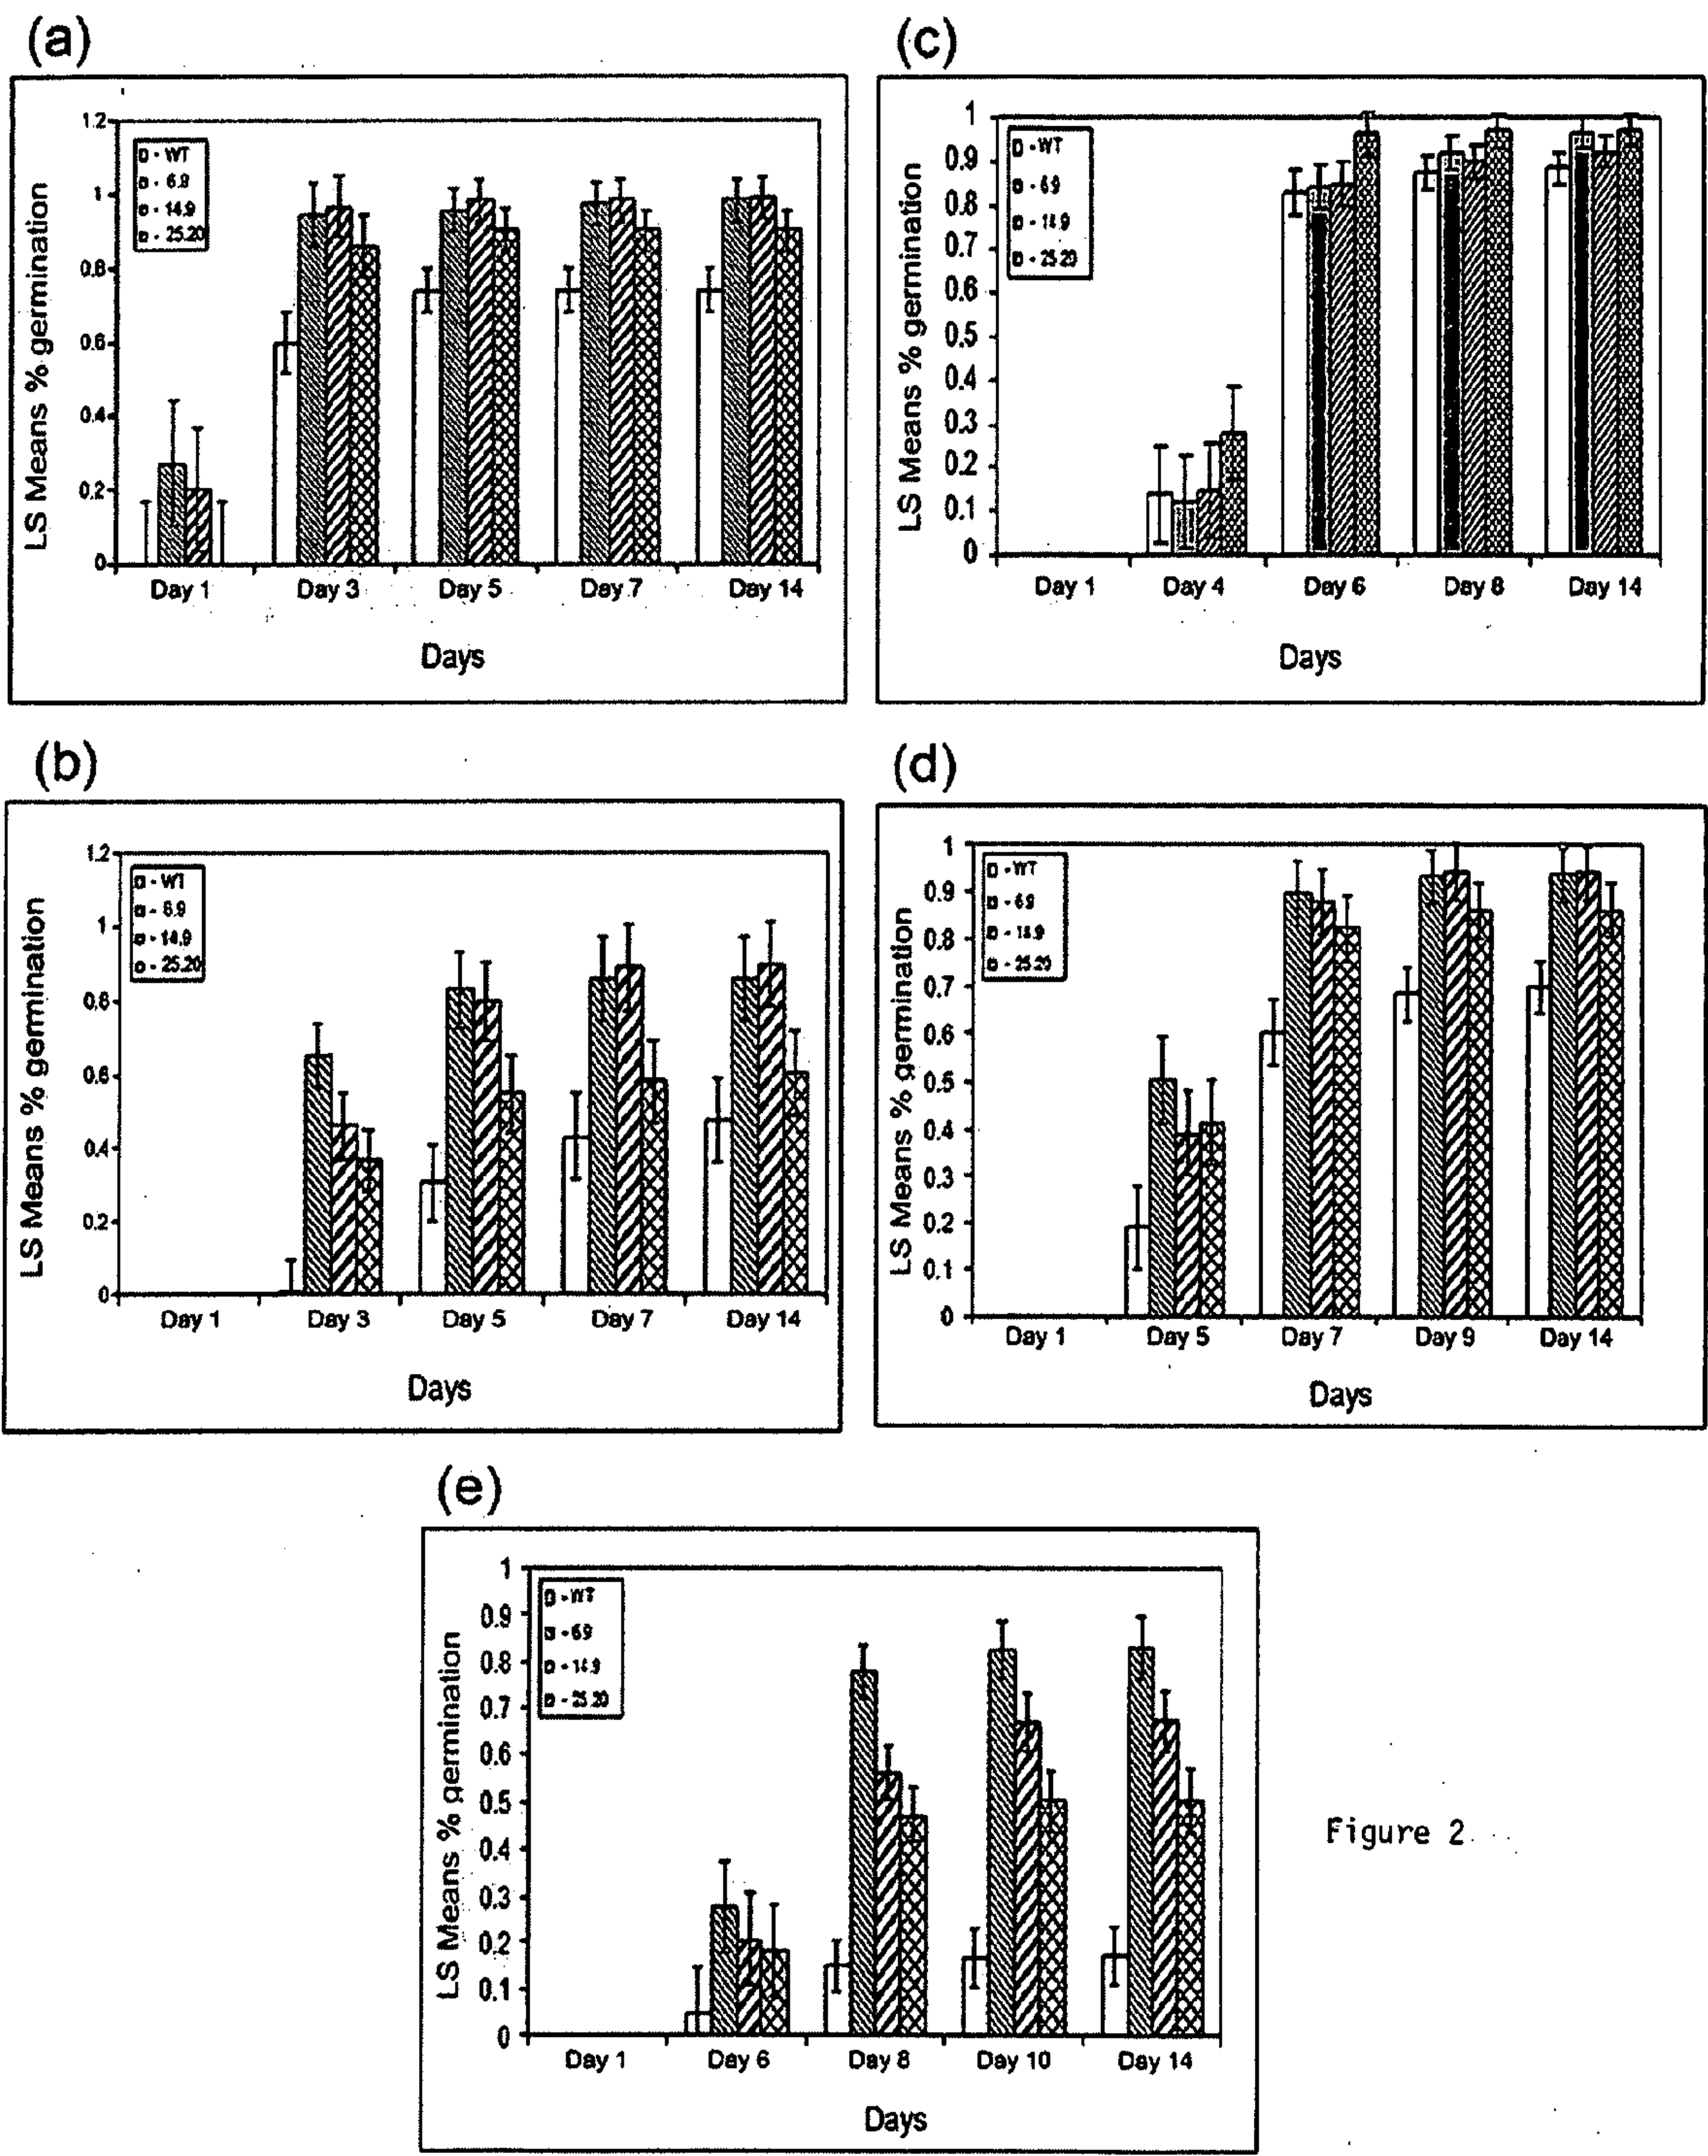 (a)
LS Means % germination
1.2
1
0.8
0.6
0.4
0.2
0
- WT
- 6.9
- 14.9
- 25.20
Day 1 Day 3 Day 5 Day 7 Day 14
Days
(c)
LS Means % germination
1
0.9
0.8
0.7
0.6
0.5
0.4
0.3
0.2
0.1
0
- WT
- 6.9
- 14.9
- 25.20
Day 1 Day 4 Day 6 Day 8 Day 14
Days
(b)
LS Means % germination
1.2
1
0.8
0.6
0.4
0.2
0
- WT
- 6.9
- 14.9
- 25.20
Day 1 Day 3 Day 5 Day 7 Day 14
Days
(d)
LS Means % germination
1
0.9
0.8
0.7
0.6
0.5
0.4
0.3
0.2
0.1
0
- WT
- 6.9
- 14.9
- 25.20
Day 1 Day 5 Day 7 Day 9 Day 14
Days
(e)
LS Means % germination
1
0.9
0.8
0.7
0.6
0.5
0.4
0.3
0.2
0.1
0
- WT
- 6.9
- 14.9
- 25.20
Day 1 Day 6 Day 8 Day 10 Day 14
Days
Figure 2